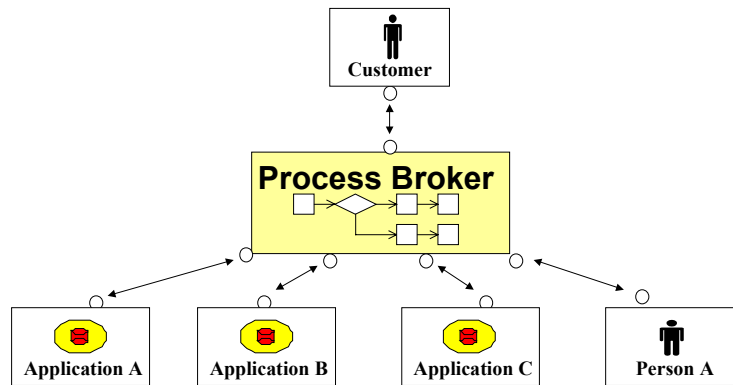 Customer
Process Broker
Application A
Application B
Application C
Person A